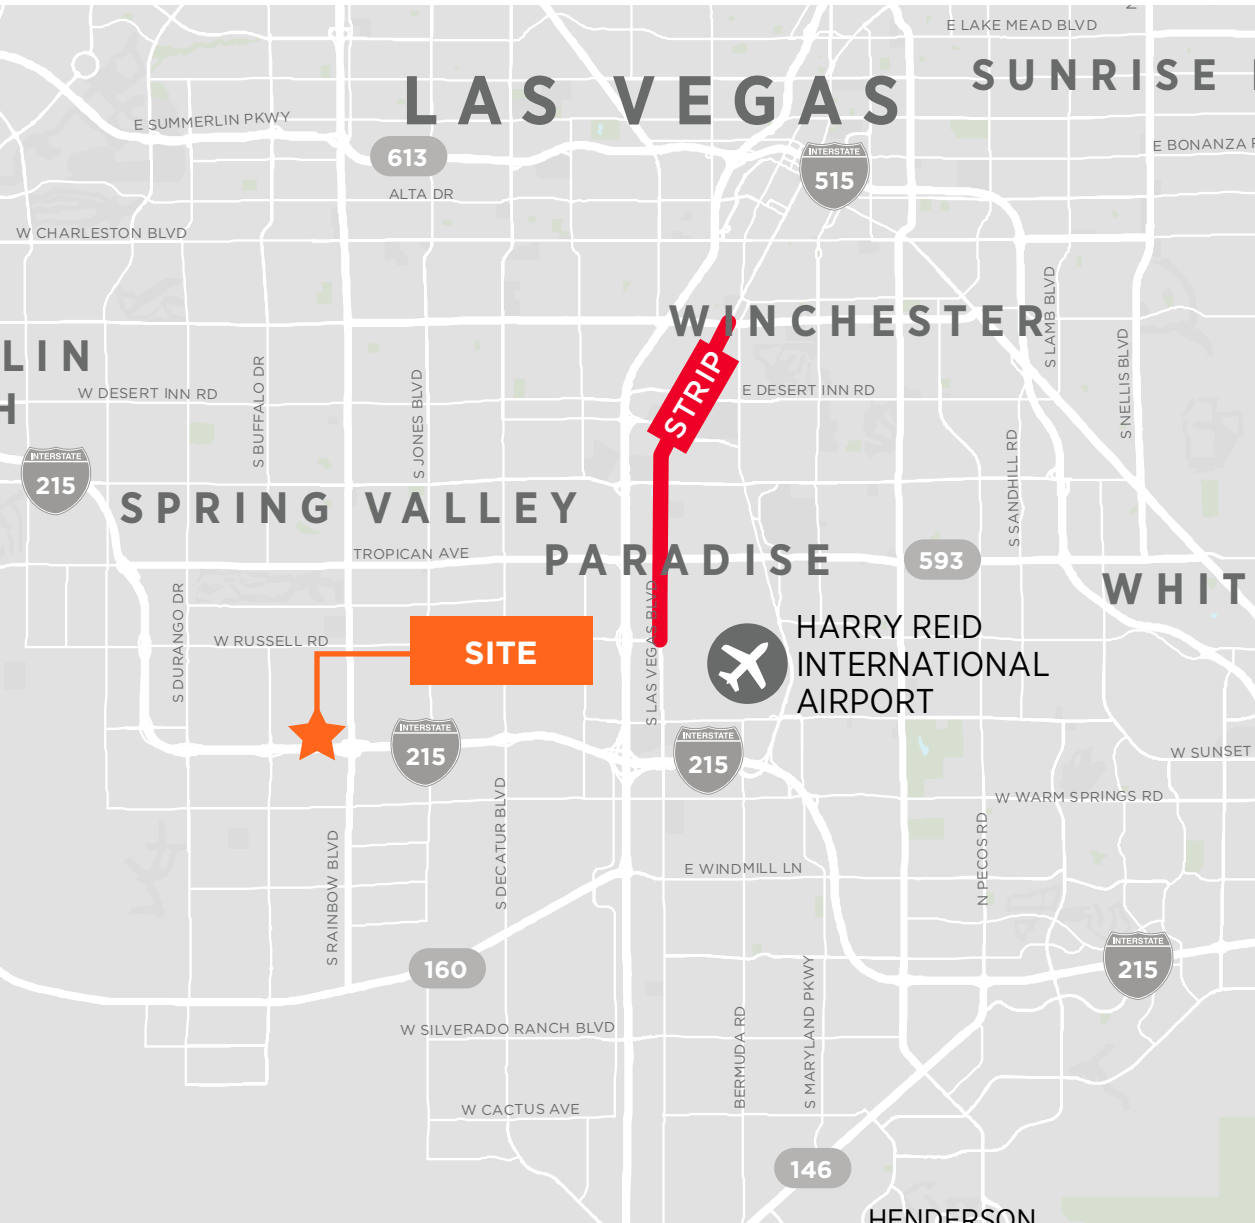 E LAKE MEAD BLVD
SUNRISE
LAS VEGAS
E SUMMERLIN PKWY
613
INTERSTATE
515
E BONANZA
ALTA DR
W CHARLESTON BLVD
S LAMB BLVD
WINCHESTER
LIN
H
S BUFFALO DR
S JONES BLVD
S NELLIS BLVD
STRIP
W DESERT INN RD
E DESERT INN RD
INTERSTATE
215
S SANDHILL RD
SPRING VALLEY
TROPICAN AVE
PARADISE
593
WHIT
S DURANGO DR
W RUSSELL RD
SITE
S LAS VEGAS BLVD
HARRY REID
INTERNATIONAL
AIRPORT
INTERSTATE
215
INTERSTATE
215
W SUNSET
W WARM SPRINGS RD
S DECATUR BLVD
S RAINBOW BLVD
E WINDMILL LN
N PECOS RD
160
INTERSTATE
215
S MARYLAND PKWY
BERMUDA RD
W SILVERADO RANCH BLVD
W CACTUS AVE
146
HENDERSON